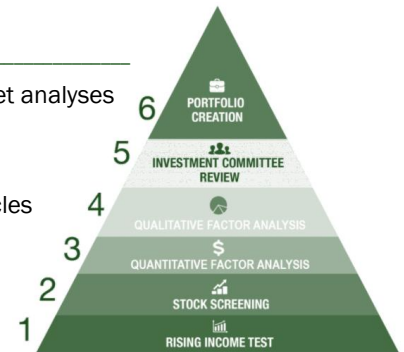 et analyses
cles
6
PORTFOLIO
CREATION
5
INVESTMENT COMMITTEE
REVIEW
4
QUALITATIVE FACTOR ANALYSIS
3
$
QUANTITATIVE FACTOR ANALYSIS
2
STOCK SCREENING
1
RISING INCOME TEST